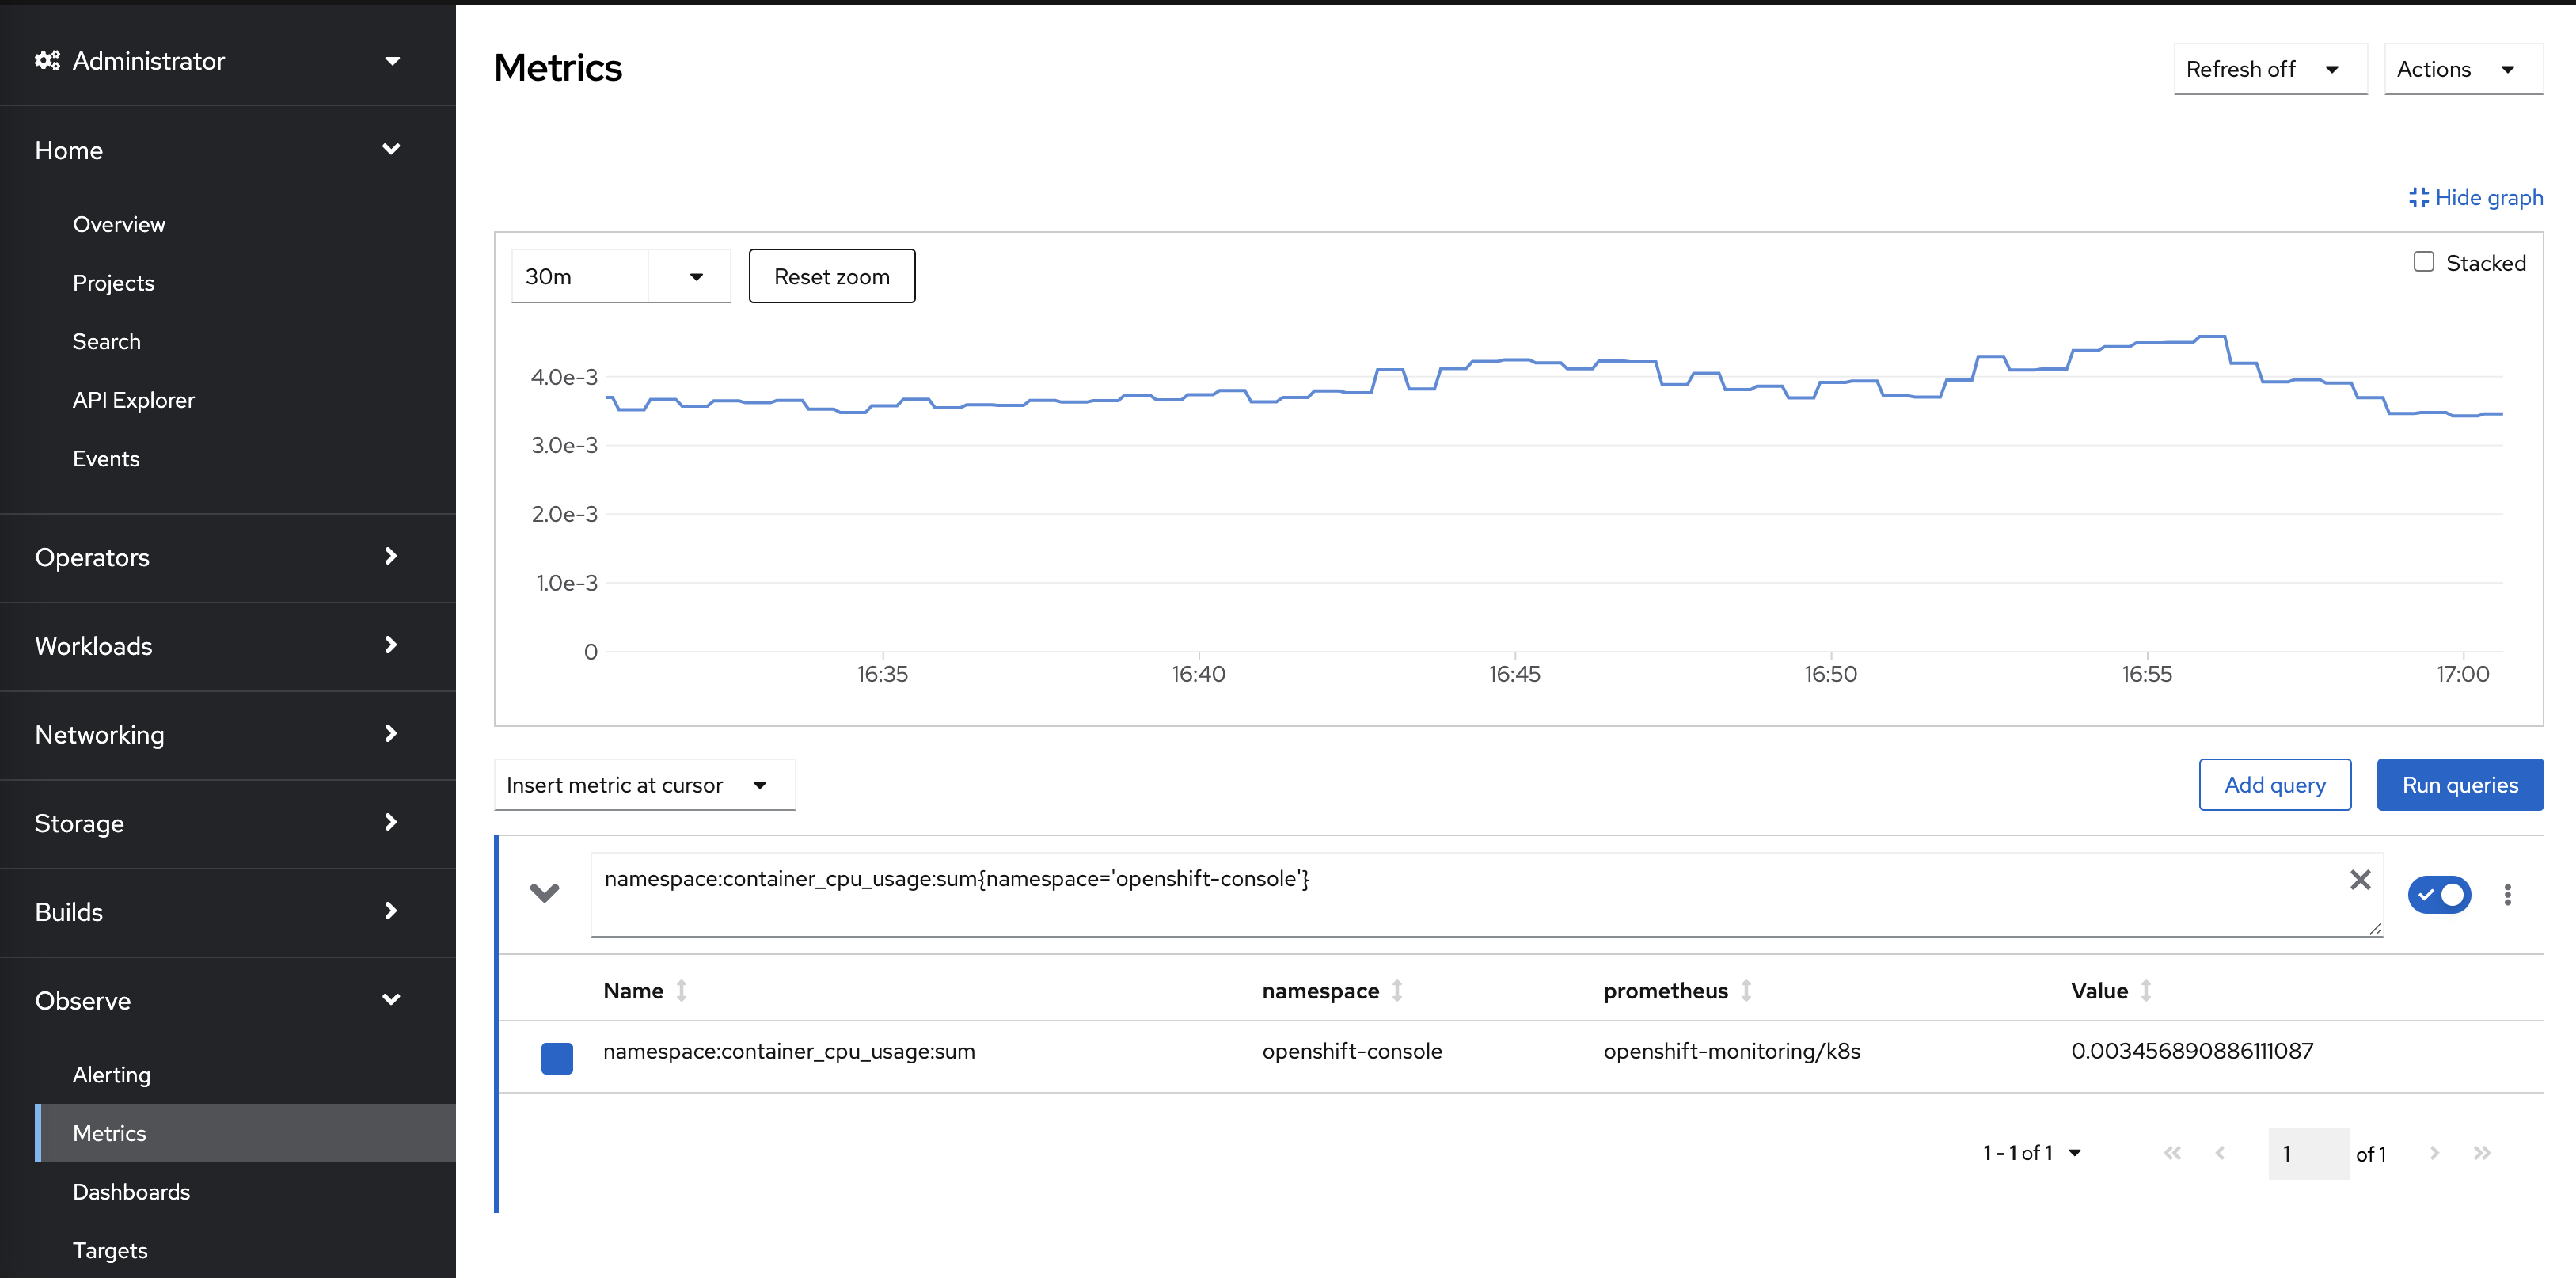 Administrator
Home
Overview
Projects
Search
API Explorer
Events
Operators
Workloads
Networking
Storage
Builds
Observe
Alerting
Metrics
Dashboards
Targets
Metrics
Refresh off
Actions
Hide graph
30m
Reset zoom
Stacked
4.0e-3
3.0e-3
2.0e-3
1.0e-3
0
16:35 16:40 16:45 16:50 16:55 17:00
Insert metric at cursor
Add query
Run queries
namespace:container_cpu_usage:sum{namespace='openshift-console'}
Name namespace prometheus Value
namespace:container_cpu_usage:sum openshift-console openshift-monitoring/k8s 0.003456890886111087
1 - 1 of 1
1 of 1